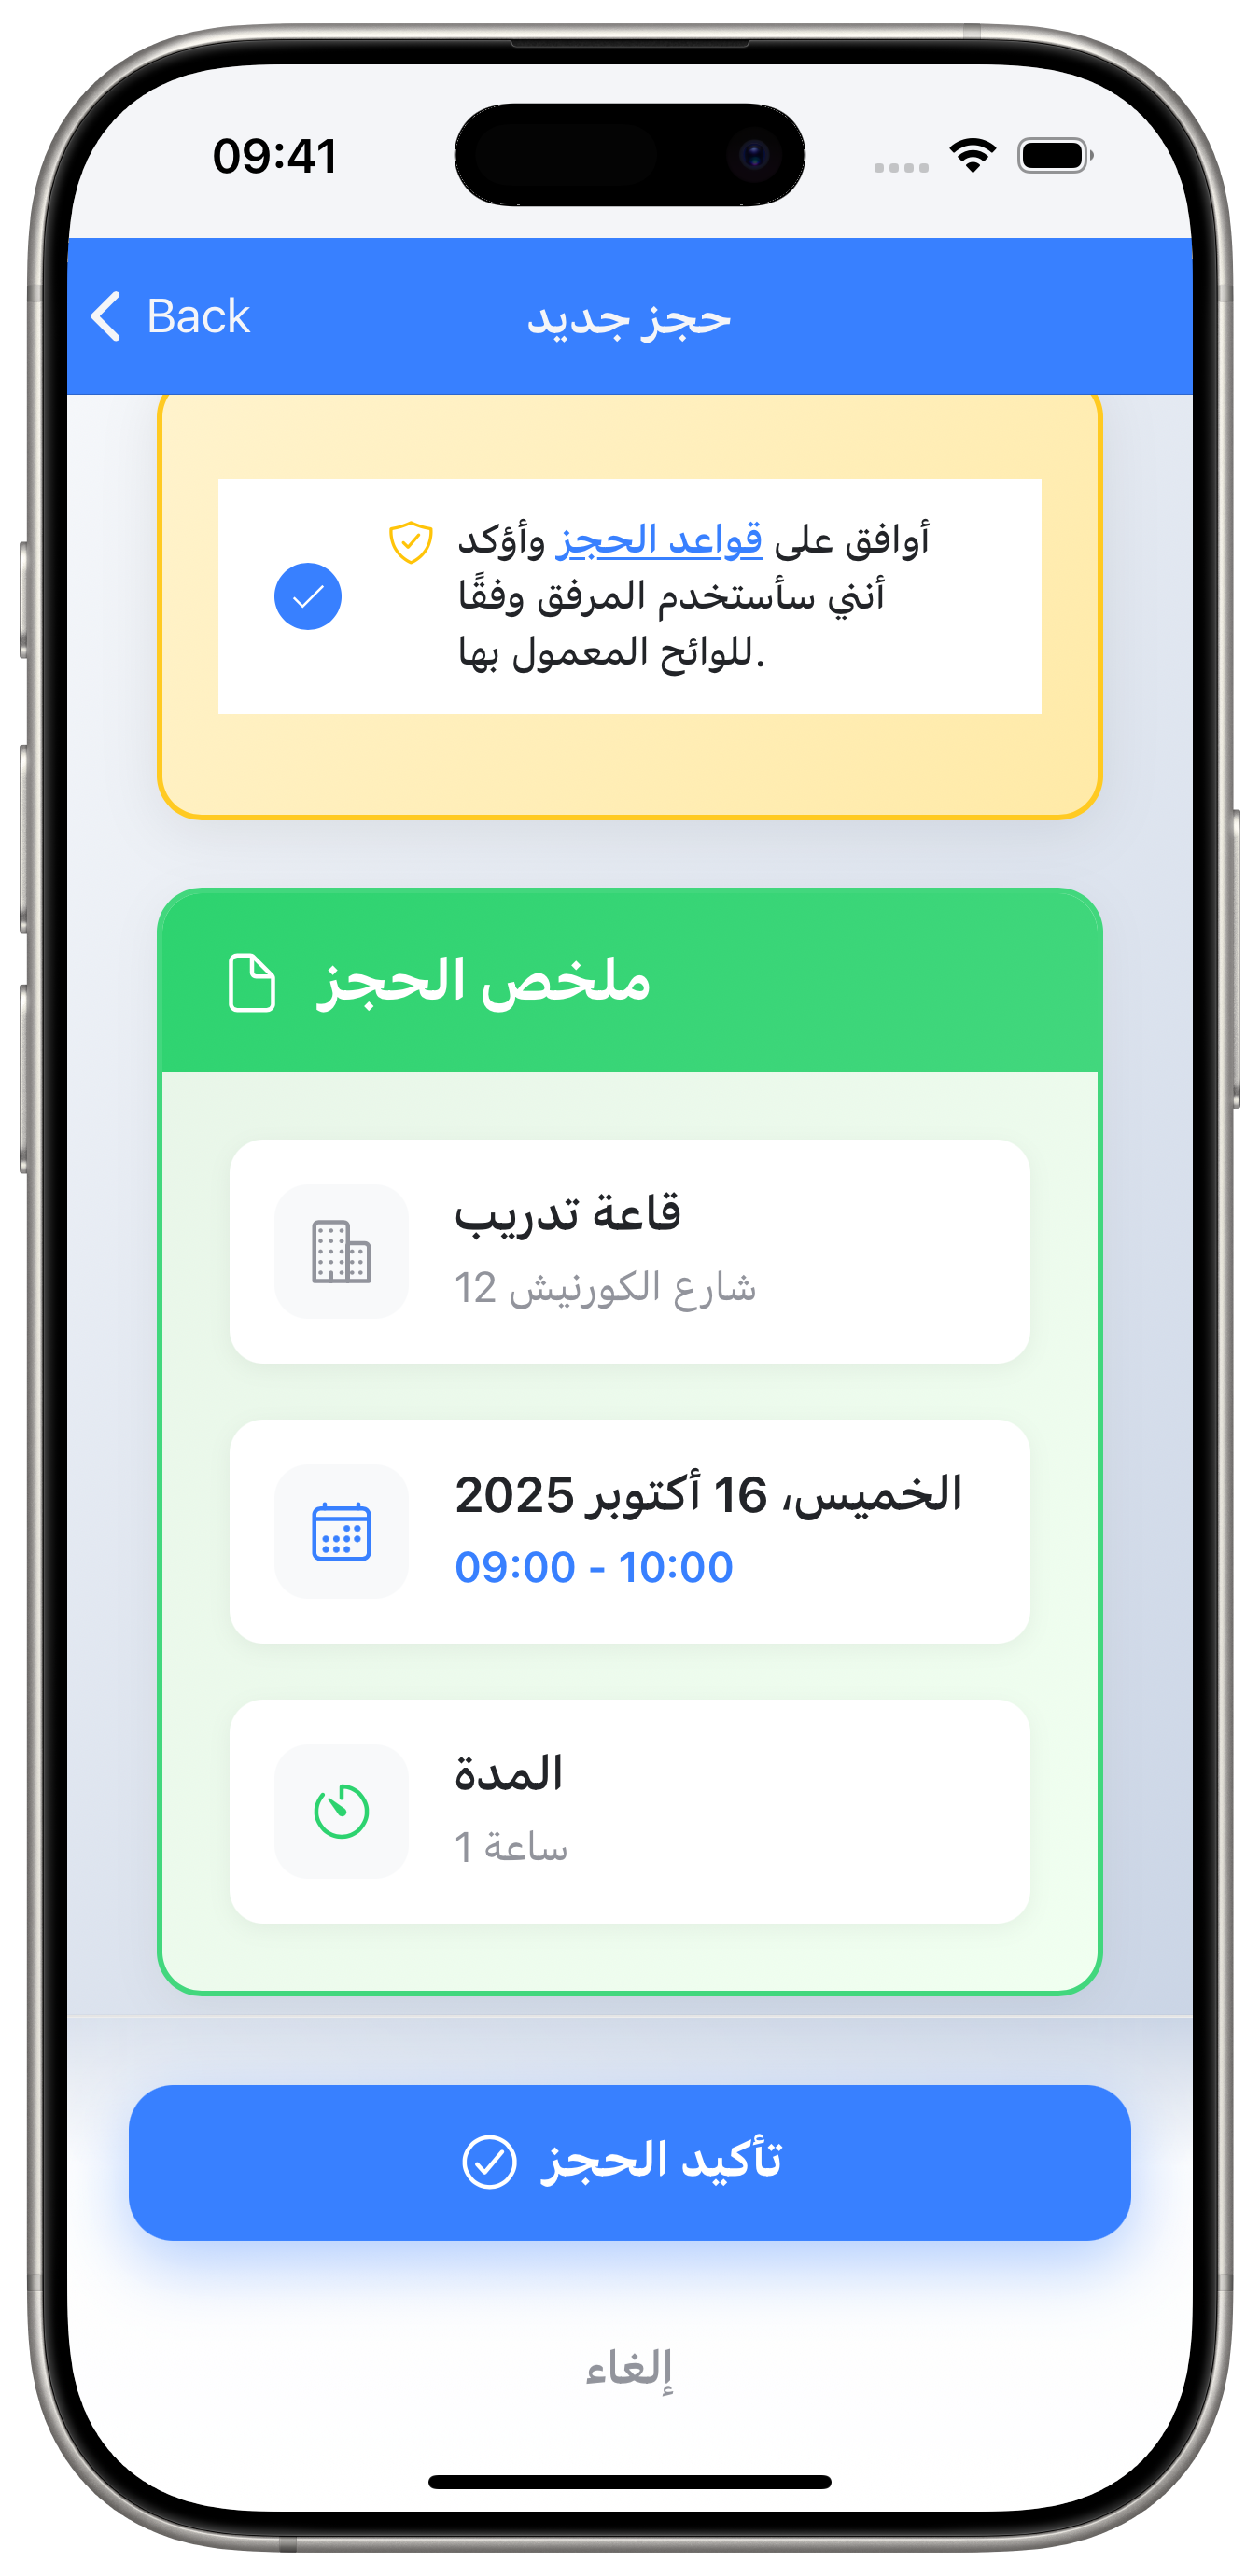 09:41
Back
حجز جديد
أوافق على قواعد الحجز وأؤكد
أنني سأستخدم المرفق وفقًا
للوائح المعمول بها.
ملخص الحجز
قاعة تدريب
شارع الكورنيش 12
الخميس، 16 أكتوبر 2025
09:00 - 10:00
المدة
1 ساعة
تأكيد الحجز
إلغاء